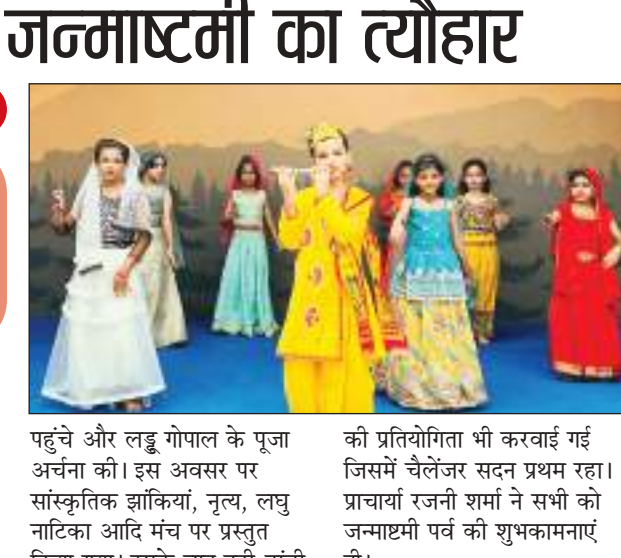 जन्माष्टमी का त्यौहार
पहुंचे और लड्डू गोपाल के पूजा
अर्चना की। इस अवसर पर
सांस्कृतिक झांकियां, नृत्य, लघु
नाटिका आदि मंच पर प्रस्तुत
की प्रतियोगिता भी करवाई गई
जिसमें चैलेंजर सदन प्रथम रहा।
प्राचार्या रजनी शर्मा ने सभी को
जन्माष्टमी पर्व की शुभकामनाएं